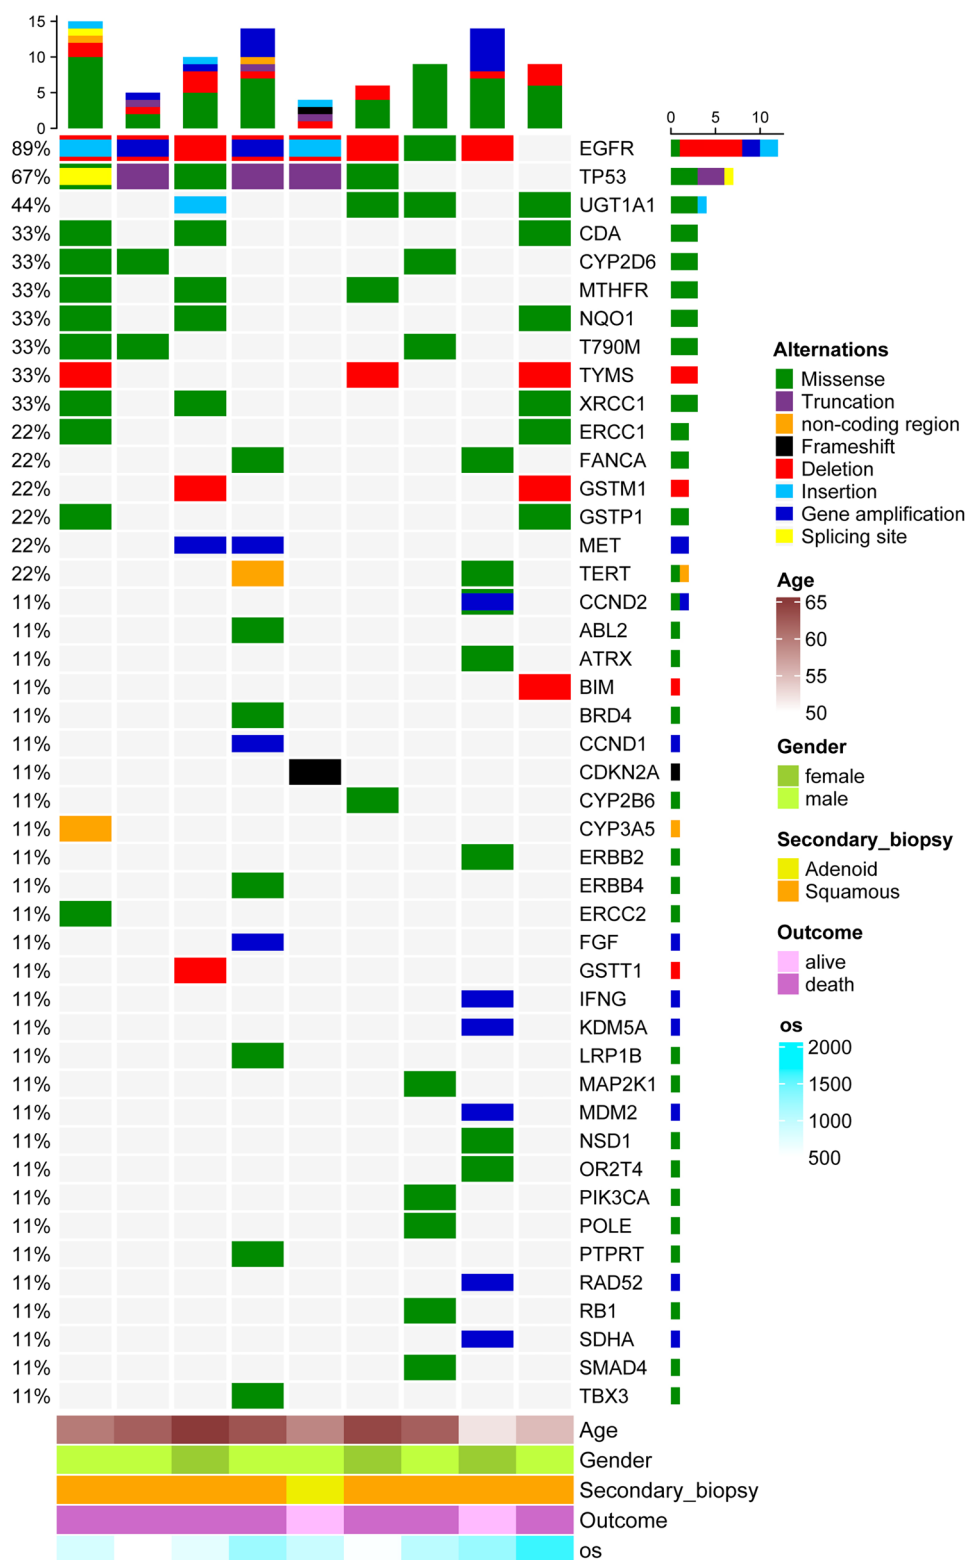 15
10
5
0
0 5 10
89% EGFR
67% TP53
44% UGT1A1
33% CDA
33% CYP2D6
33% MTHFR
33% NQO1
33% T790M
33% TYMS
33% XRCC1
22% ERCC1
22% FANCA
22% GSTM1
22% GSTP1
22% MET
22% TERT
11% CCND2
11% ABL2
11% ATRX
11% BIM
11% BRD4
11% CCND1
11% CDKN2A
11% CYP2B6
11% CYP3A5
11% ERBB2
11% ERBB4
11% ERCC2
11% FGF
11% GSTT1
11% IFNG
11% KDM5A
11% LRP1B
11% MAP2K1
11% MDM2
11% NSD1
11% OR2T4
11% PIK3CA
11% POLE
11% PTPRT
11% RAD52
11% RB1
11% SDHA
11% SMAD4
11% TBX3
Age
Gender
Secondary_biopsy
Outcome
os
Alternations
Missense
Truncation
non-coding region
Frameshift
Deletion
Insertion
Gene amplification
Splicing site
Age
65
60
55
50
Gender
female
male
Secondary_biopsy
Adenoid
Squamous
Outcome
alive
death
os
2000
1500
1000
500